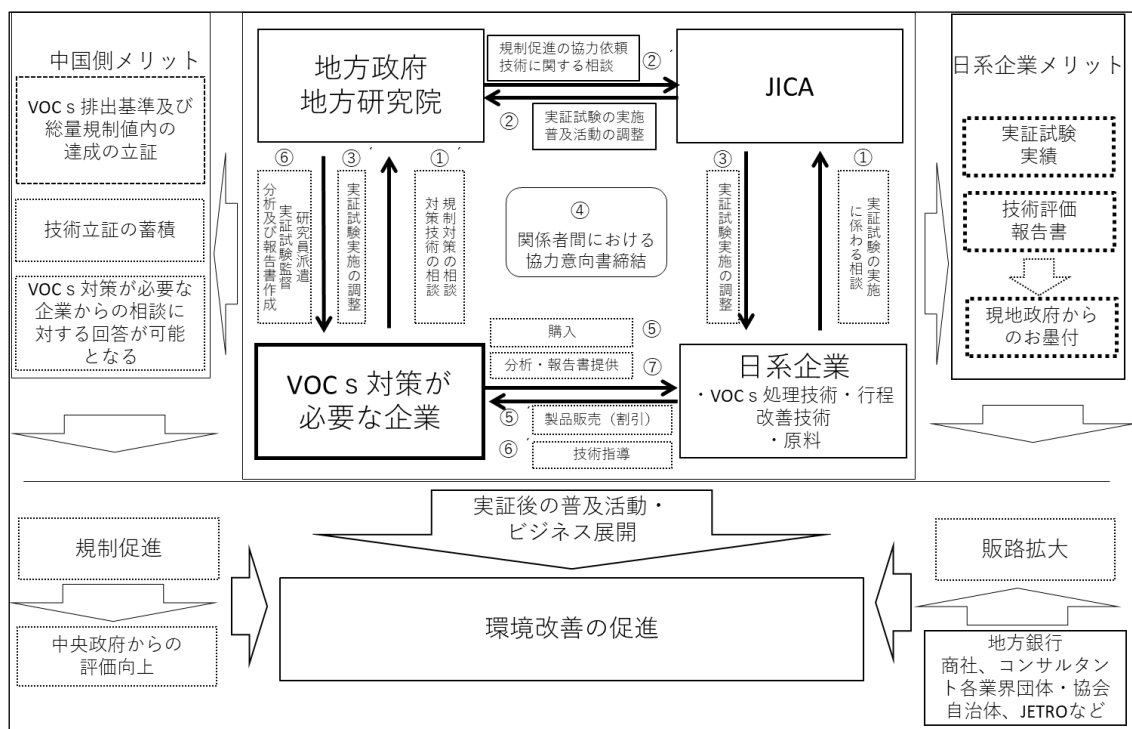 中国側メリット
VOCs 排出基準及び
総量規制値内の
達成の立証
技術立証の蓄積
VOCs 対策が必要な
企業からの相談に
対する回答が可能
となる
地方政府
地方研究院
規制促進の協力依頼
技術に関する相談
②´
②
実証試験の実施
普及活動の調整
JICA
⑥
研究員派遣
実証試験監督
分析及び報告書作成
③´
実証試験実施の調整
①´
規制対策の相談
対策技術の相談
④
関係者間における
協力意向書締結
③
実証試験実施の調整
①
実証試験の実施
に係わる相談
VOCs 対策が
必要な企業
購入
⑤
分析・報告書提供
⑦
⑤´
製品販売(割引)
⑥´
技術指導
日系企業
・VOCs 処理技術・行程
改善技術
・原料
日系企業メリット
実証試験
実績
技術評価
報告書
現地政府から
のお墨付
実証後の普及活動・
ビジネス展開
規制促進
中央政府からの
評価向上
環境改善の促進
販路拡大
地方銀行
商社、コンサルタン
ト各業界団体・協会
自治体、JETROなど